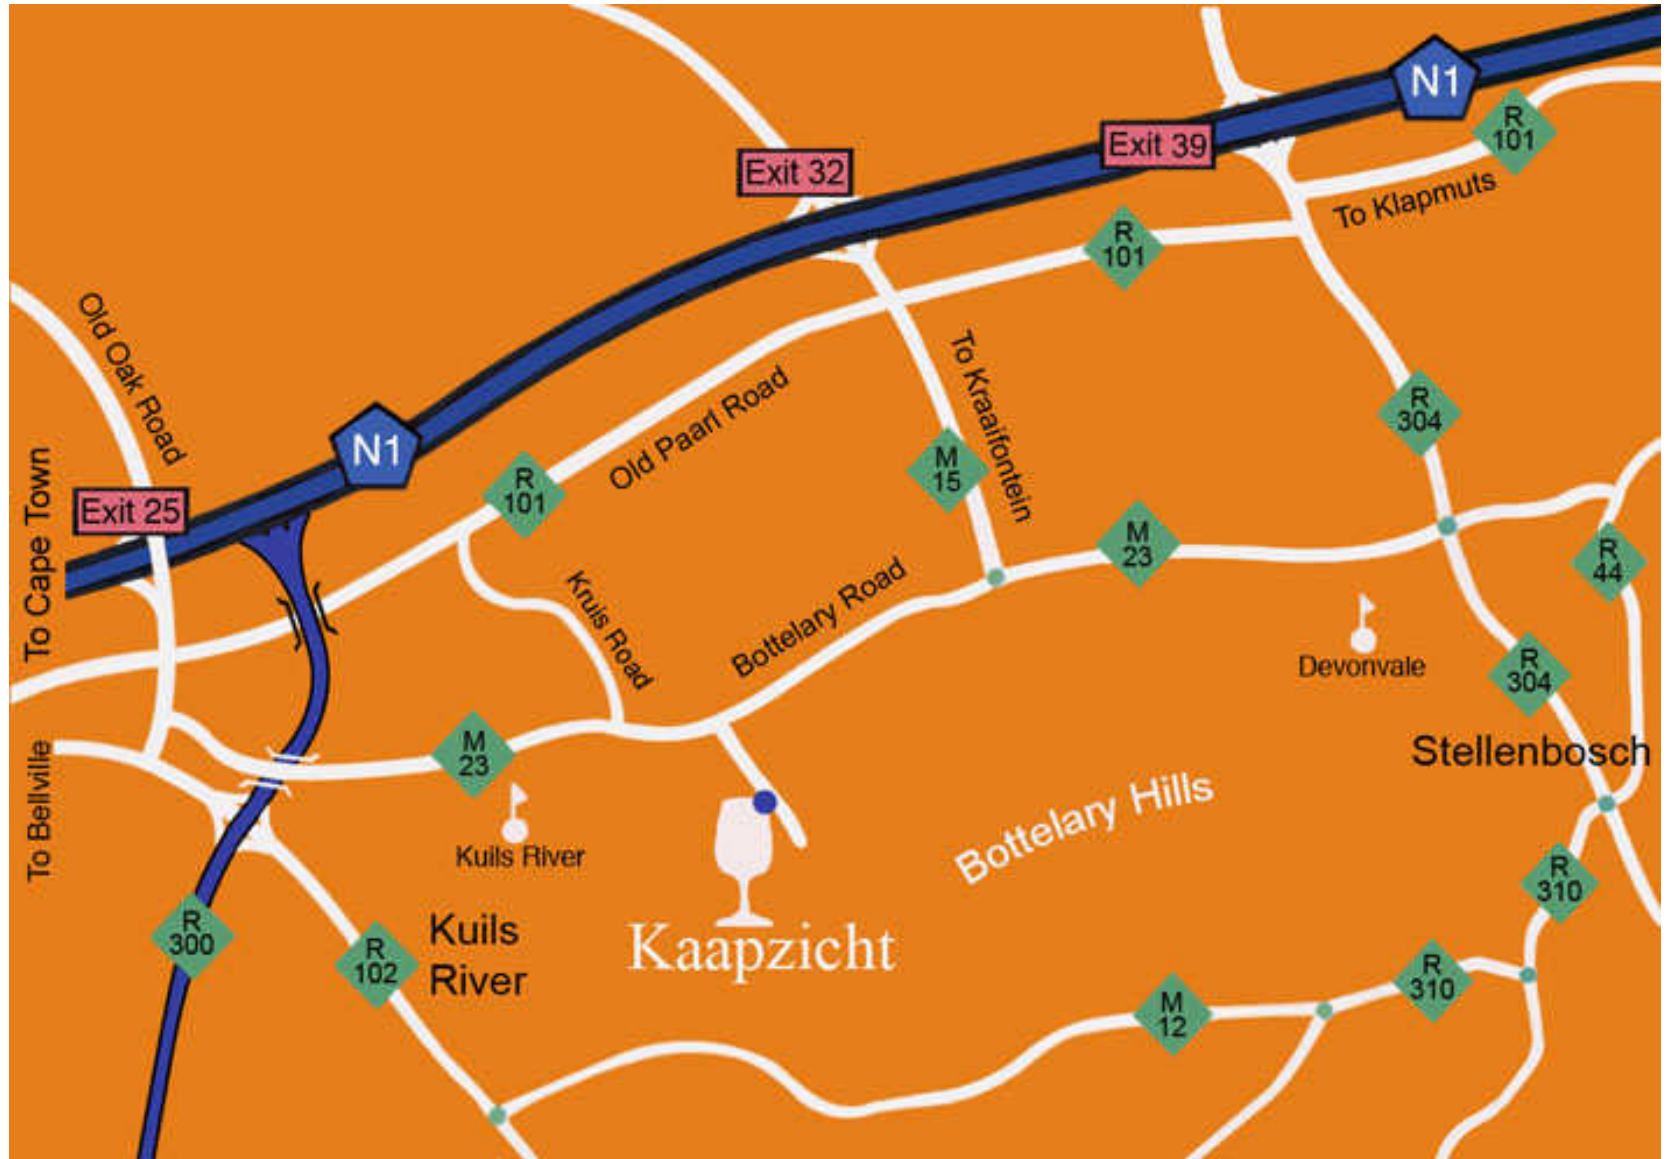 N1
R
101
Exit 39
Exit 32
To Klapmuts
R
101
Old Oak Road
To Kraaifontein
Old Paarl Road
R
304
N1
M
15
R
101
Exit 25
To Cape Town
M
23
R
44
Bottelary Road
Kruis Road
Devonvale
R
304
M
23
Stellenbosch
To Bellville
Bottelary Hills
Kuils River
R
310
R
300
Kuils
River
R
102
Kaapzicht
R
310
M
12